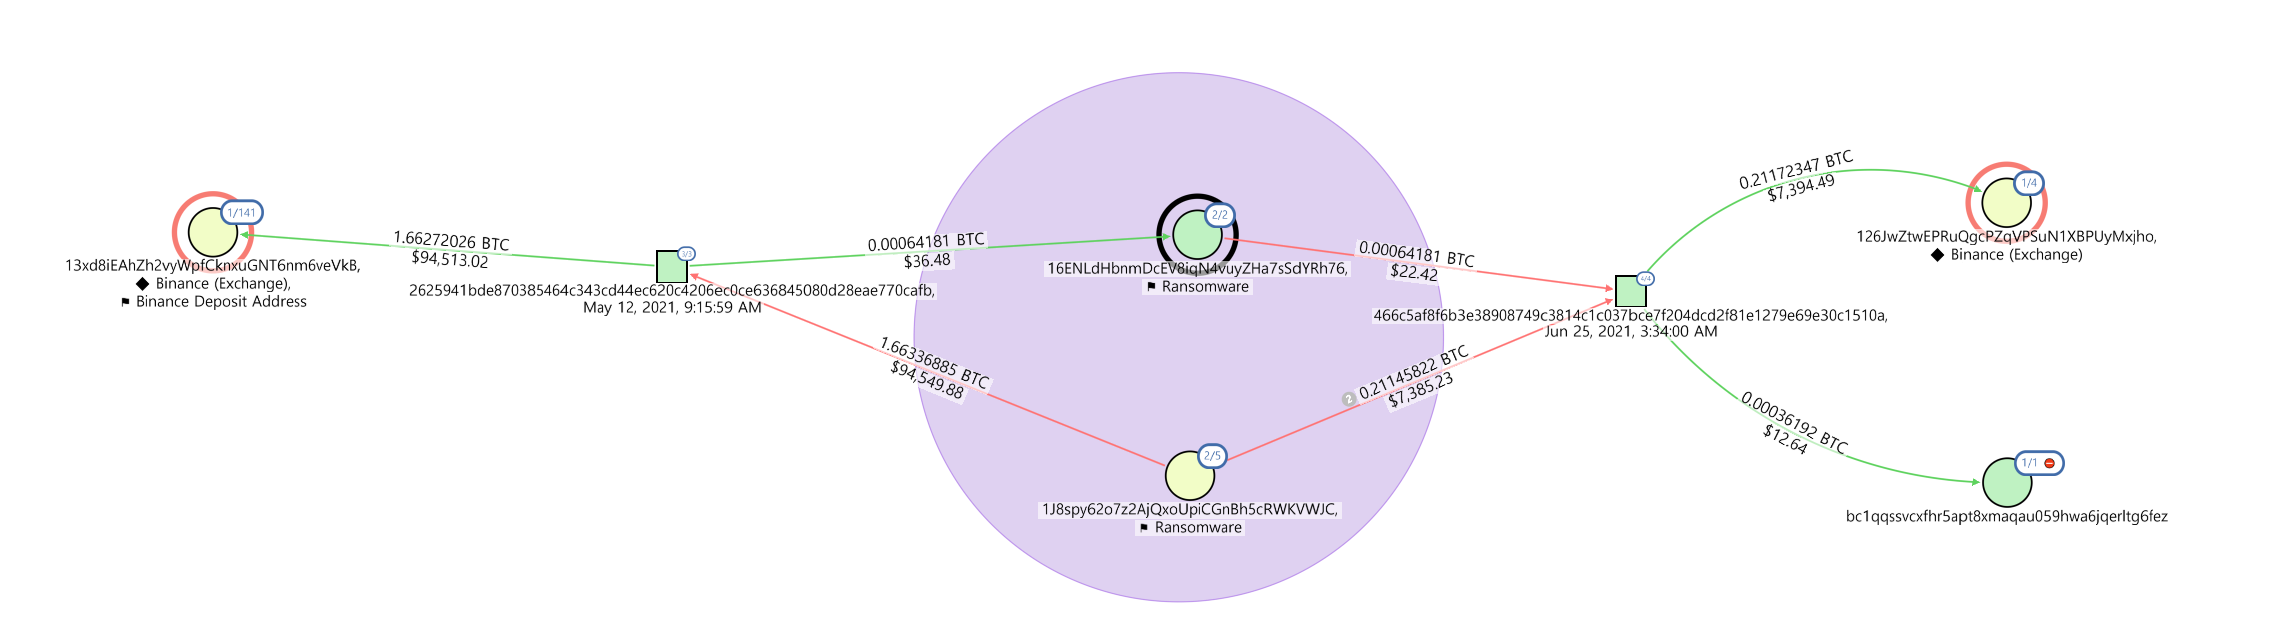 1/141
13xd8iEAhZh2vyWpfCknxuGNT6nm6veVkB,
Binance (Exchange),
Binance Deposit Address
1.66272026 BTC
$94,513.02
3/3
2625941bde870385464c343cd44ec620c4206ec0ce636845080d28eae770cafb,
May 12, 2021, 9:15:59 AM
0.00064181 BTC
$36.48
2/2
16ENLdHbnmDcEV8iqN4vuyZHa7sSdYRh76,
Ransomware
1.66336885 BTC
$94,549.88
2/5
1J8spy62o7z2AjQxoUpiCGnBh5cRWKVWJC,
Ransomware
0.00064181 BTC
$22.42
2
0.21145822 BTC
$7,385.23
4/4
466c5af8f6b3e38908749c3814c1c037bce7f204dcd2f81e1279e69e30c1510a,
Jun 25, 2021, 3:34:00 AM
0.21172347 BTC
$7,394.49
1/4
126JwZtwEPRuQgcPZqVPSuN1XBPUyMxjho,
Binance (Exchange)
0.00036192 BTC
$12.64
1/1
bc1qqssvcxfhr5apt8xmaqau059hwa6jqerltg6fez